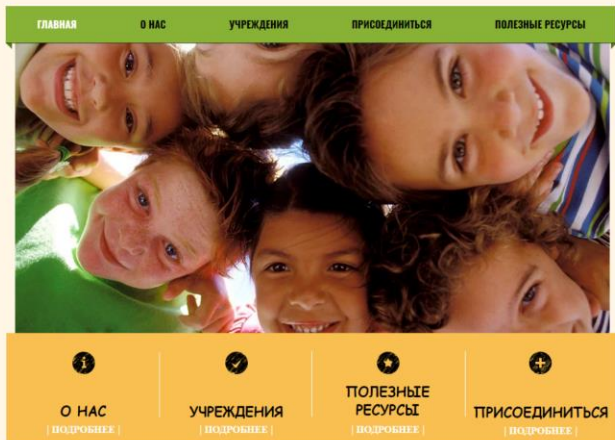 ГЛАВНАЯ
О НАС
УЧРЕЖДЕНИЯ
ПРИСОЕДИНИТЬСЯ
ПОЛЕЗНЫЕ РЕСУРСЫ
О НАС
| ПОДРОБНЕЕ |
УЧРЕЖДЕНИЯ
| ПОДРОБНЕЕ |
ПОЛЕЗНЫЕ
РЕСУРСЫ
| ПОДРОБНЕЕ |
ПРИСОЕДИНИТЬСЯ
| ПОДРОБНЕЕ |